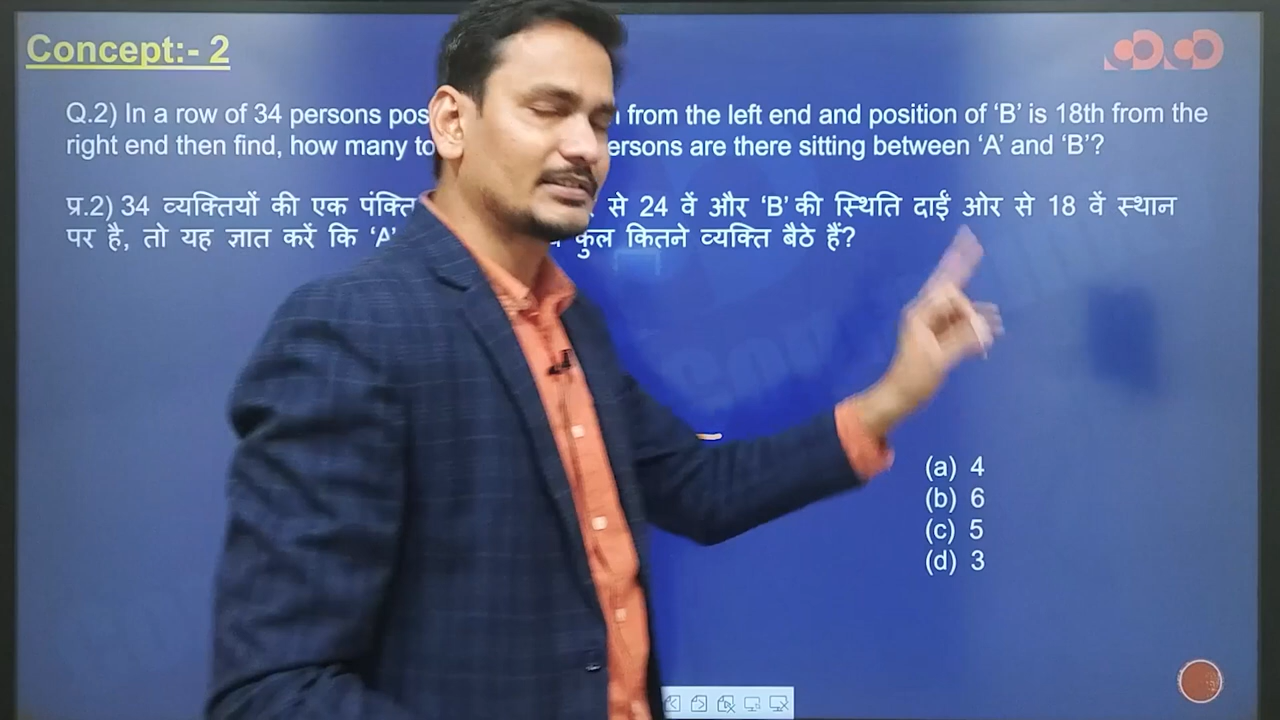 Concept:- 2
Q.2) In a row of 34 persons pos from the left end and position of ‘B’ is 18th from the
right end then find, how many to ersons are there sitting between ‘A’ and ‘B’?
प्र.2) 34 व्यक्तियों की एक पंक्ति से 24 वें और ‘B’ की स्थिति दाईं ओर से 18 वें स्थान
पर है, तो यह ज्ञात करें कि ‘A’ कुल कितने व्यक्ति बैठे हैं?
(a) 4
(b) 6
(c) 5
(d) 3